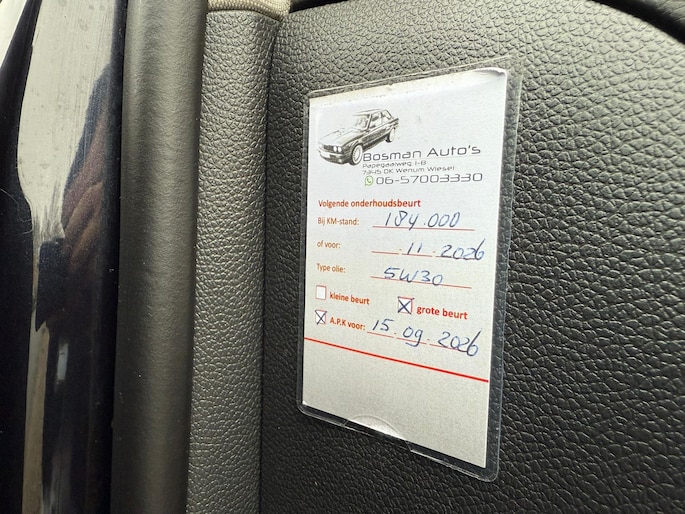 Bosman Auto's
Papegaaiweg 1-B
7345 DK Wenum Wiesel
06-57003330
Volgende onderhoudsbeurt
Bij KM-stand: 184.000
of voor: 11.2026
Type olie: 5W30
kleine beurt grote beurt
A.P.K voor: 15.09.2026